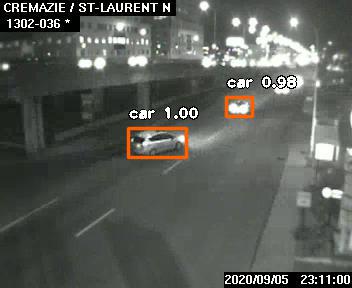 CREMAZIE / ST-LAURENT N
1302-036 *
car 0.98
car 1.00
2020/09/05 23:11:00